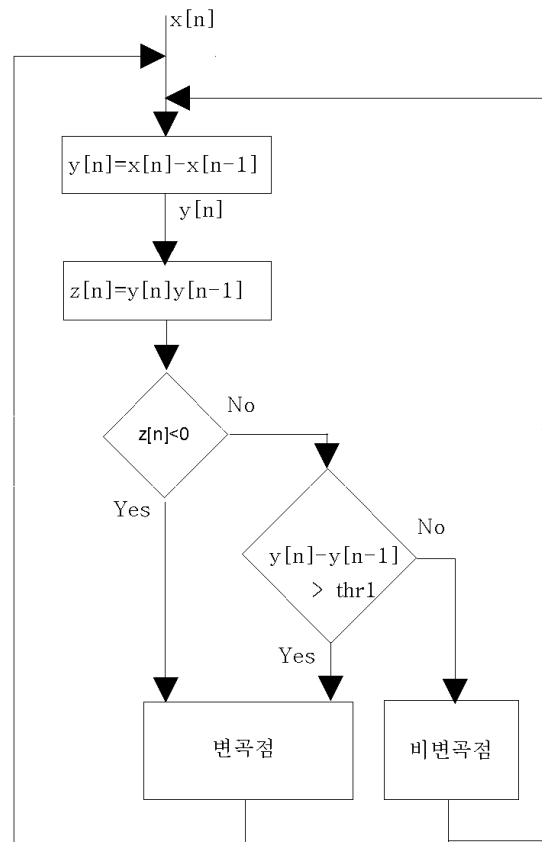 x[n]
y[n]=x[n]-x[n-1]
y[n]
z[n]=y[n]y[n-1]
z[n]<0
No
Yes
y[n]-y[n-1]
> thr1
No
Yes
변곡점
비변곡점